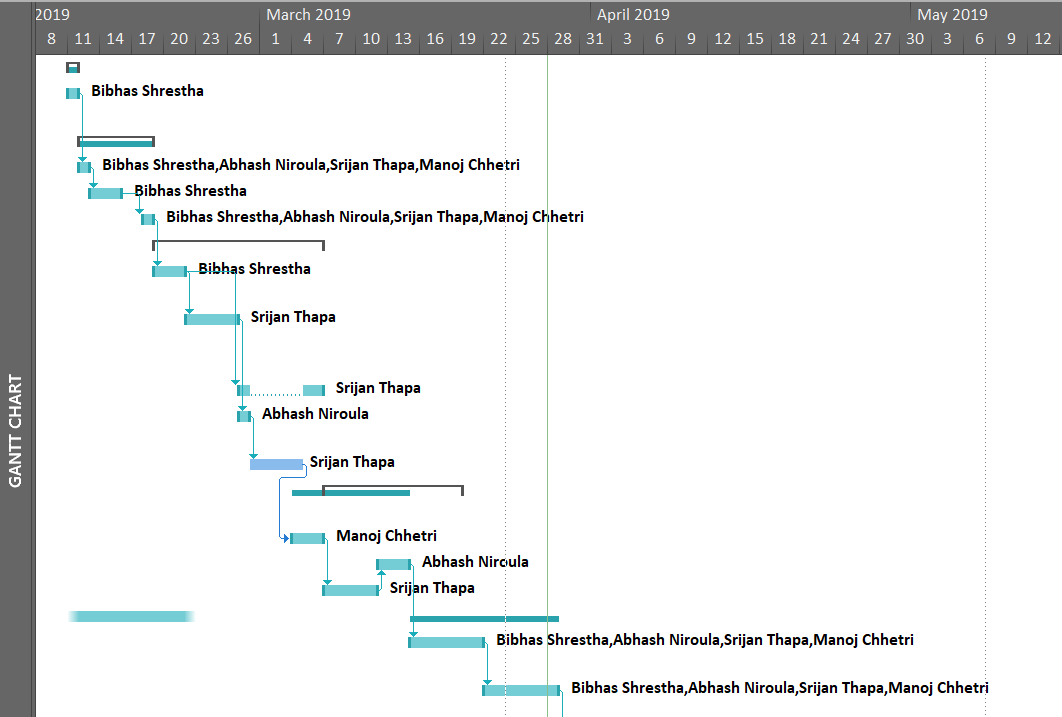 2019 March 2019 April 2019 May 2019
8 11 14 17 20 23 26 1 4 7 10 13 16 19 22 25 28 31 3 6 9 12 15 18 21 24 27 30 3 6 9 12
Bibhas Shrestha
Bibhas Shrestha,Abhash Niroula,Srijan Thapa,Manoj Chhetri
Bibhas Shrestha
Bibhas Shrestha,Abhash Niroula,Srijan Thapa,Manoj Chhetri
Bibhas Shrestha
Srijan Thapa
Srijan Thapa
Abhash Niroula
Srijan Thapa
Manoj Chhetri
Abhash Niroula
Srijan Thapa
Bibhas Shrestha,Abhash Niroula,Srijan Thapa,Manoj Chhetri
Bibhas Shrestha,Abhash Niroula,Srijan Thapa,Manoj Chhetri
GANTT CHART